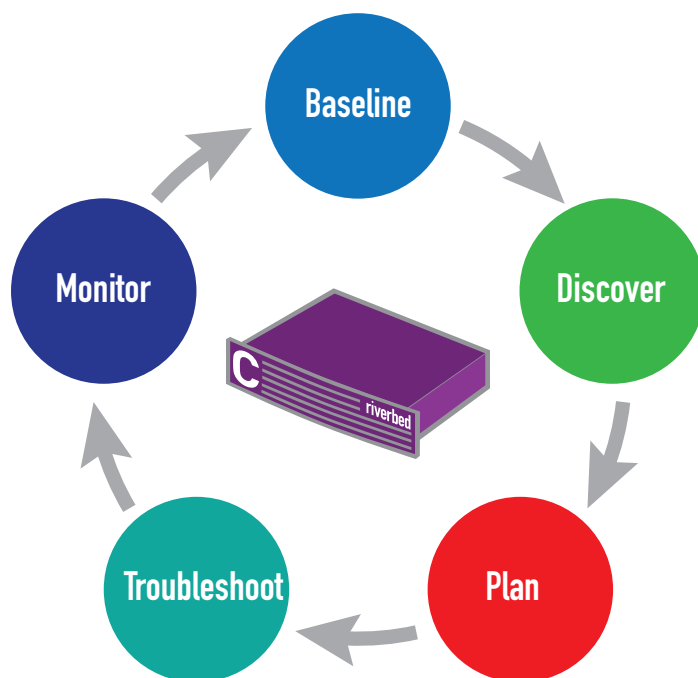 Baseline
Monitor
Discover
C
riverbed
Troubleshoot
Plan